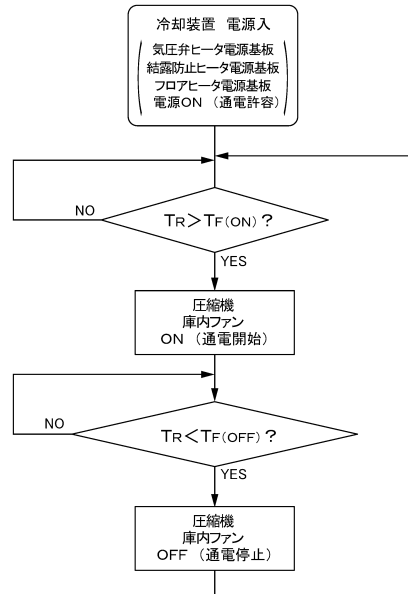 冷却装置 電源入
気圧弁ヒータ電源基板
結露防止ヒータ電源基板
フロアヒータ電源基板
電源ON（通電許容）
NO
TR＞TF(ON)？
YES
圧縮機
庫内ファン
ON（通電開始）
NO
TR＜TF(OFF)？
YES
圧縮機
庫内ファン
OFF（通電停止）